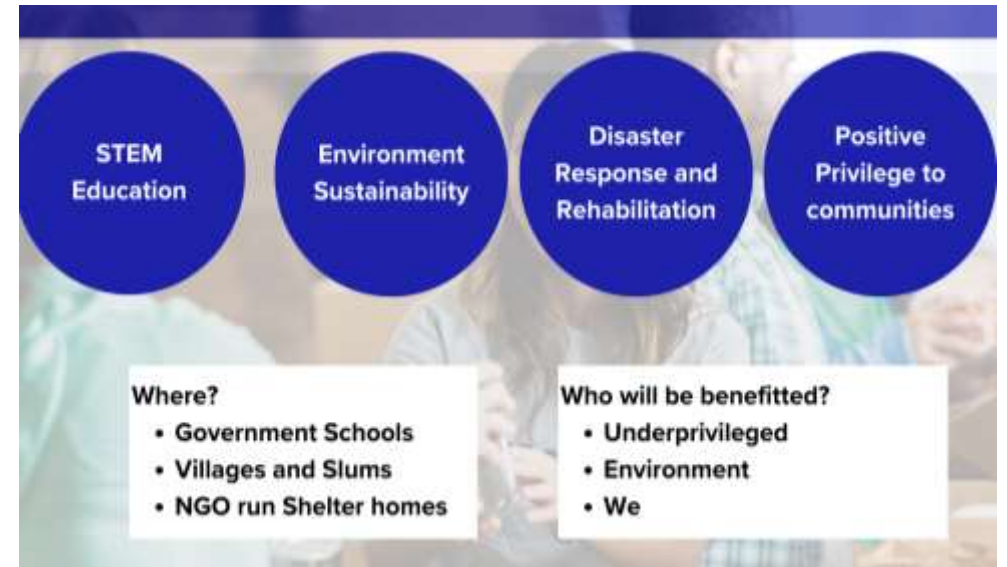 STEM
Education
Environment
Sustainability
Disaster
Response and
Rehabilitation
Positive
Privilege to
communities
Where?
• Government Schools
• Villages and Slums
• NGO run Shelter homes
Who will be benefitted?
• Underprivileged
• Environment
• We